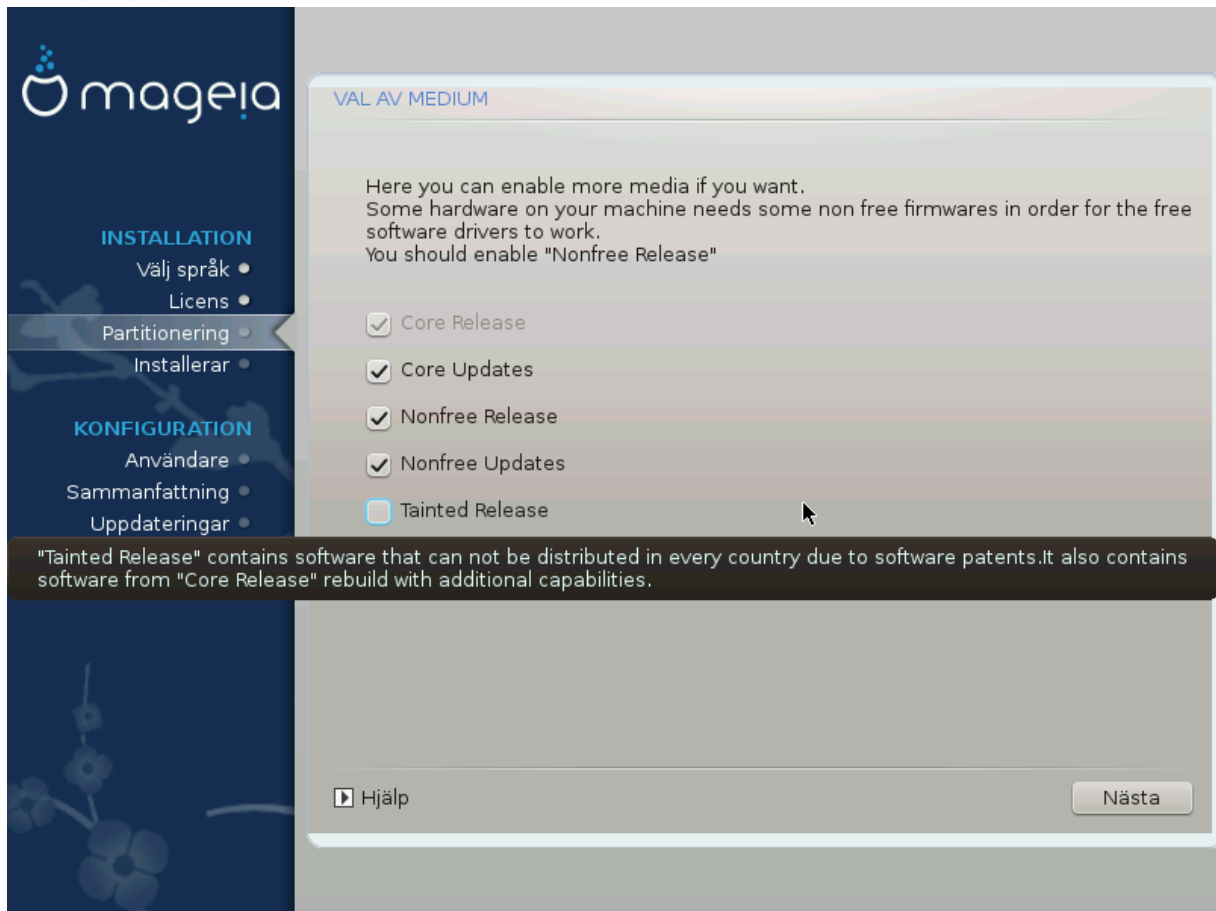 mageia
INSTALLATION
Välj språk
Licens
Partitionering
Installerar
KONFIGURATION
Användare
Sammanfattning
Uppdateringar
VAL AV MEDIUM
Here you can enable more media if you want.
Some hardware on your machine needs some non free firmwares in order for the free
software drivers to work.
You should enable "Nonfree Release"
Core Release
Core Updates
Nonfree Release
Nonfree Updates
Tainted Release
"Tainted Release" contains software that can not be distributed in every country due to software patents.It also contains
software from "Core Release" rebuild with additional capabilities.
Hjälp
Nästa